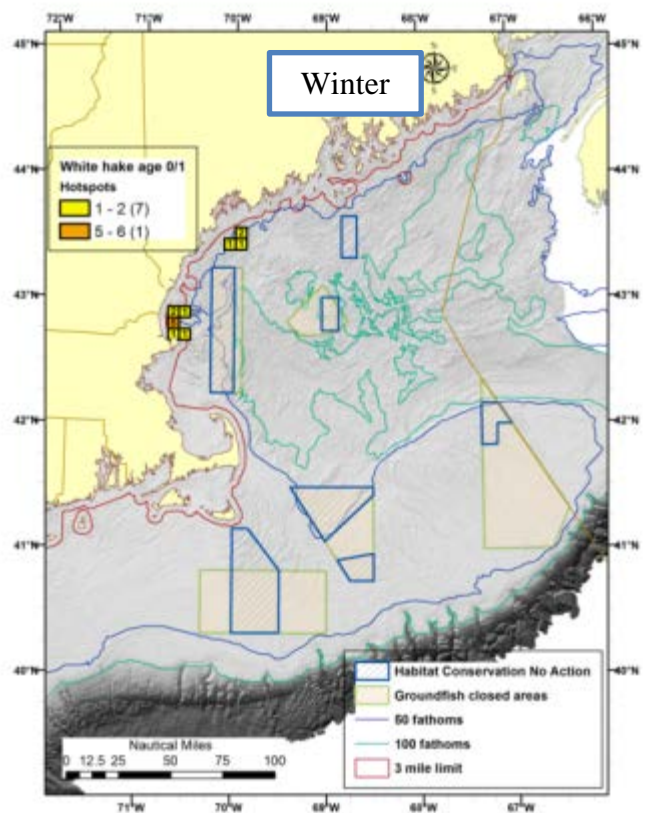 72°W 71°W 70°W 68°W 67°W 66°W
45°N 45°N
Winter
White hake age 0/1
Hotspots
1 - 2 (7)
5 - 6 (1)
44°N 44°N
43°N 43°N
42°N 42°N
41°N 41°N
40°N 40°N
Habitat Conservation No Action
Groundfish closed areas
50 fathoms
100 fathoms
3 mile limit
Nautical Miles
0 12.5 25 50 75 100
71°W 70°W 68°W 67°W